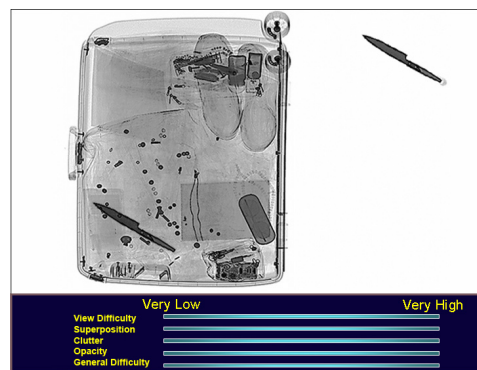 Very Low Very High
View Difficulty
Superposition
Clutter
Opacity
General Difficulty